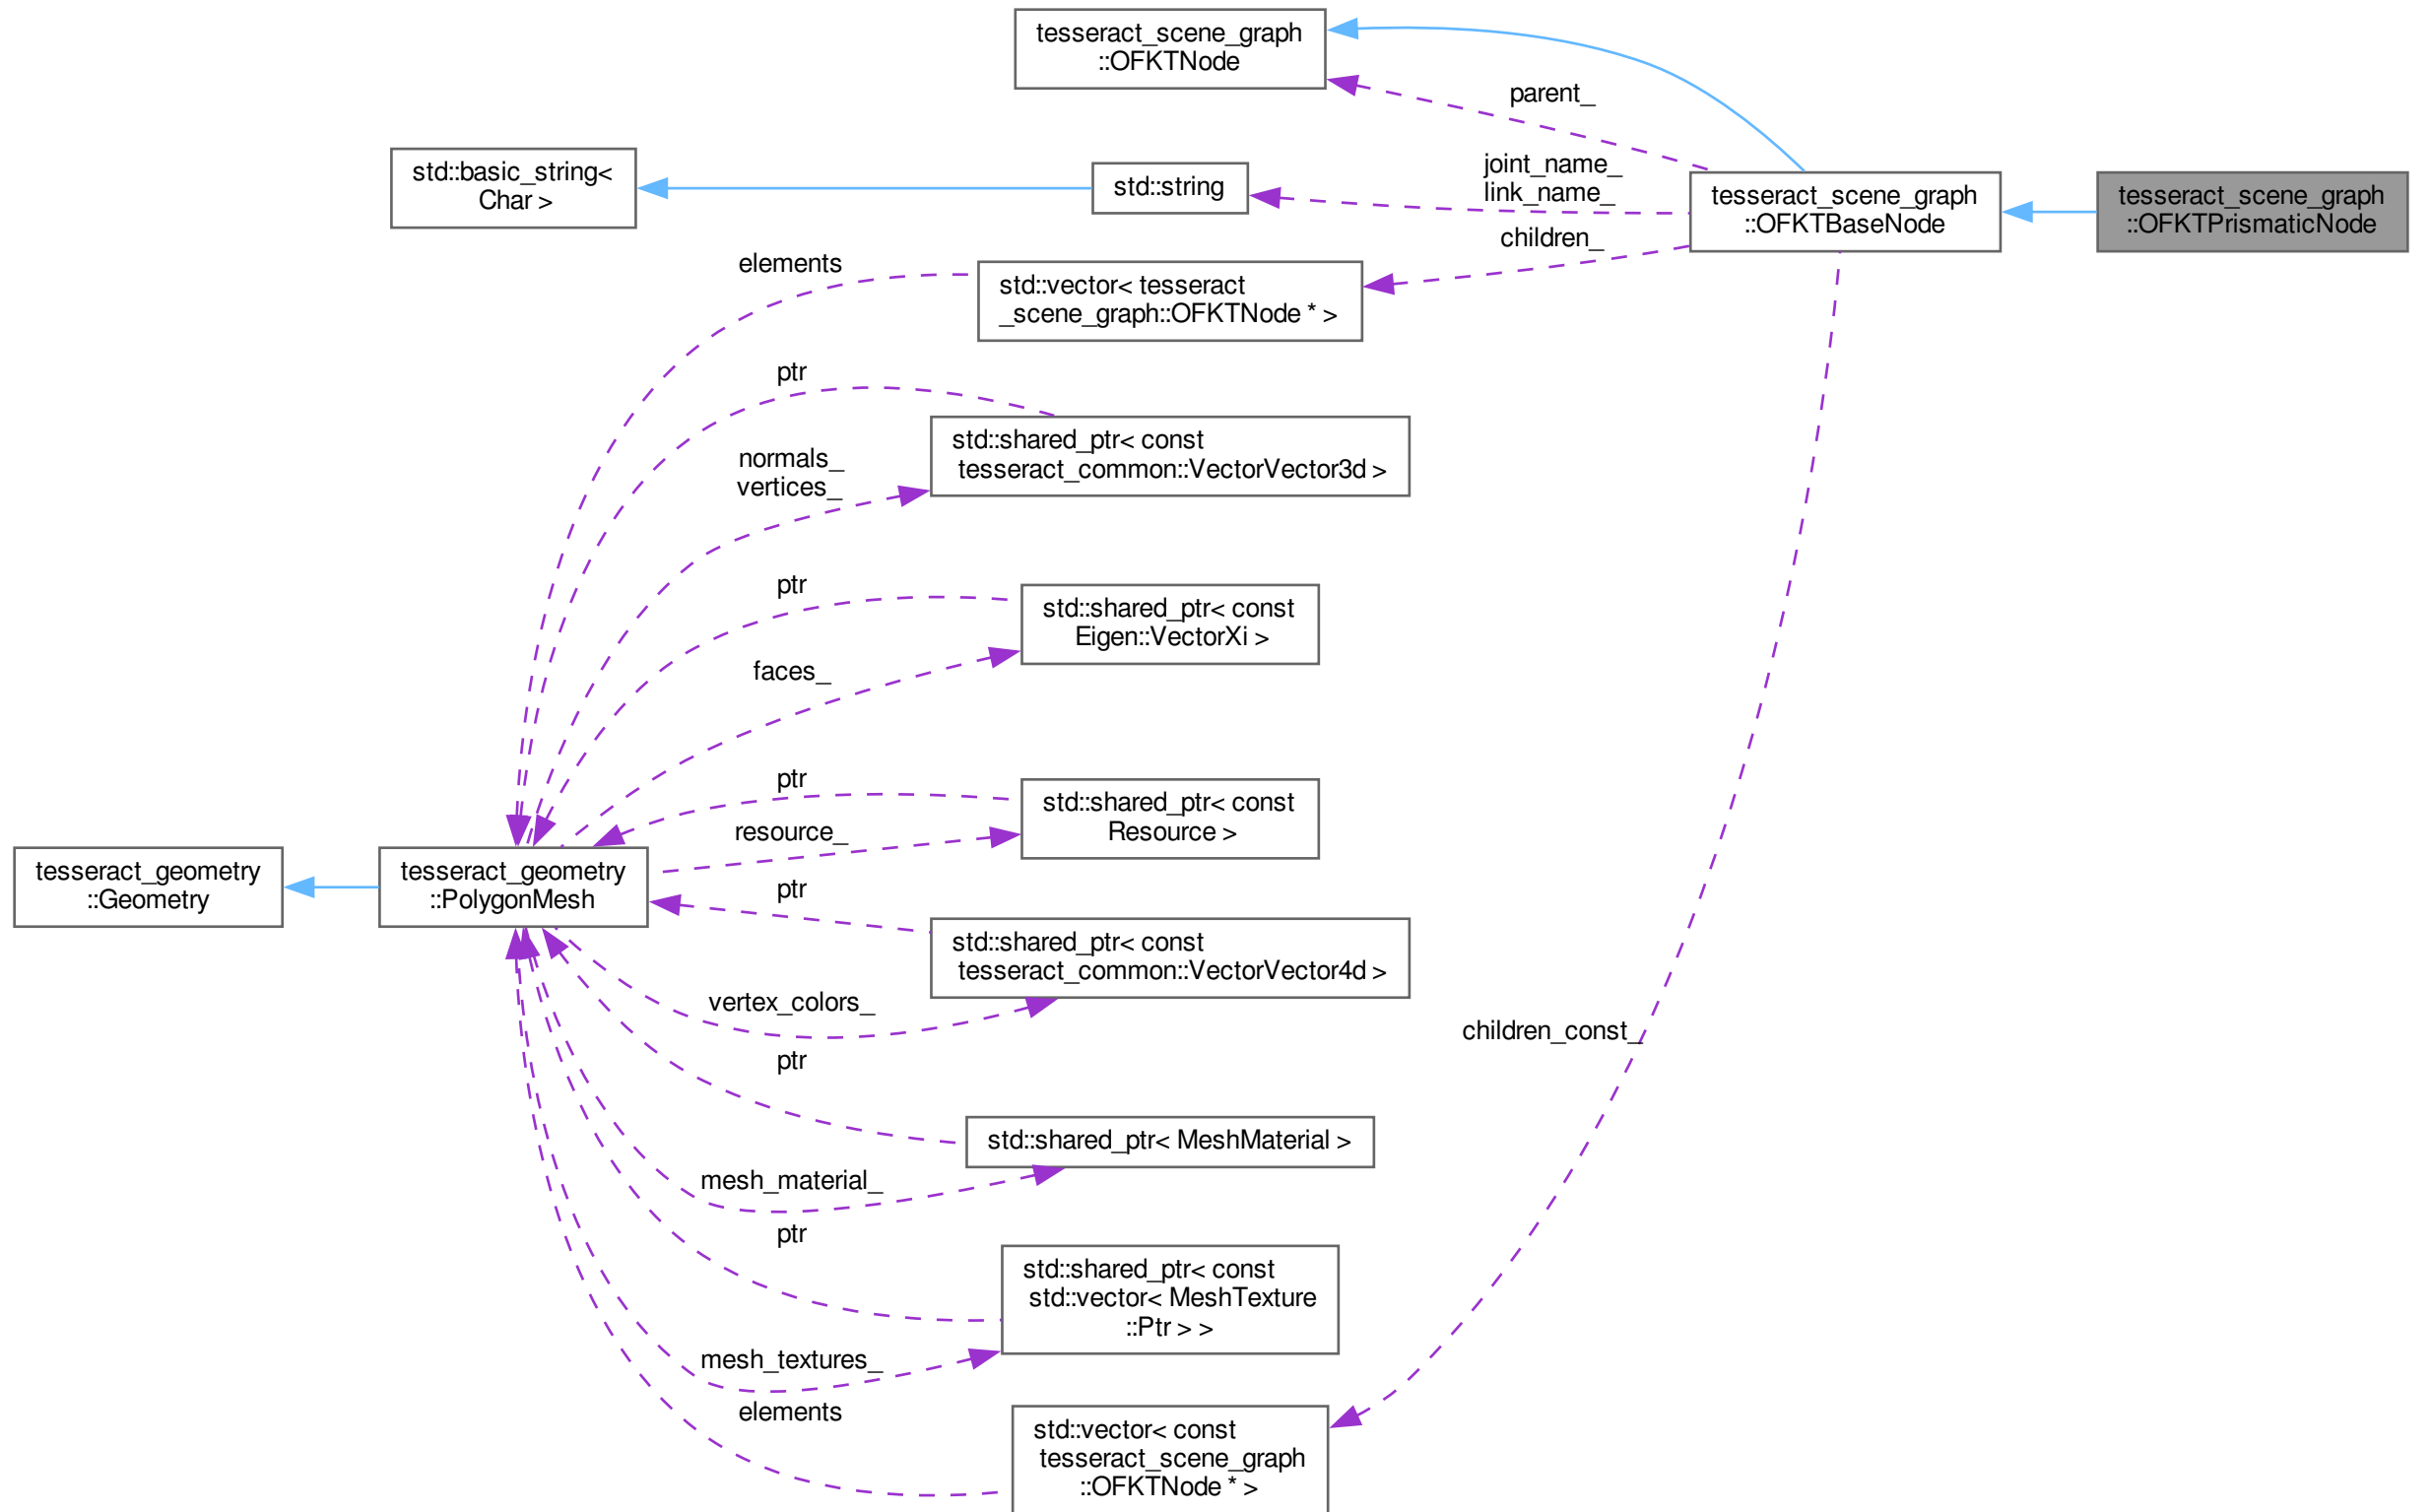 tesseract_scene_graph
::OFKTNode
parent_
std::basic_string<
Char >
std::string
joint_name_
link_name_
tesseract_scene_graph
::OFKTBaseNode
tesseract_scene_graph
::OFKTPrismaticNode
children_
elements
std::vector< tesseract
_scene_graph::OFKTNode * >
ptr
std::shared_ptr< const
tesseract_common::VectorVector3d >
normals_
vertices_
ptr
std::shared_ptr< const
Eigen::VectorXi >
faces_
ptr
std::shared_ptr< const
Resource >
resource_
tesseract_geometry
::Geometry
tesseract_geometry
::PolygonMesh
ptr
std::shared_ptr< const
tesseract_common::VectorVector4d >
vertex_colors_
children_const_
ptr
std::shared_ptr< MeshMaterial >
mesh_material_
ptr
std::shared_ptr< const
std::vector< MeshTexture
::Ptr > >
mesh_textures_
elements
std::vector< const
tesseract_scene_graph
::OFKTNode * >